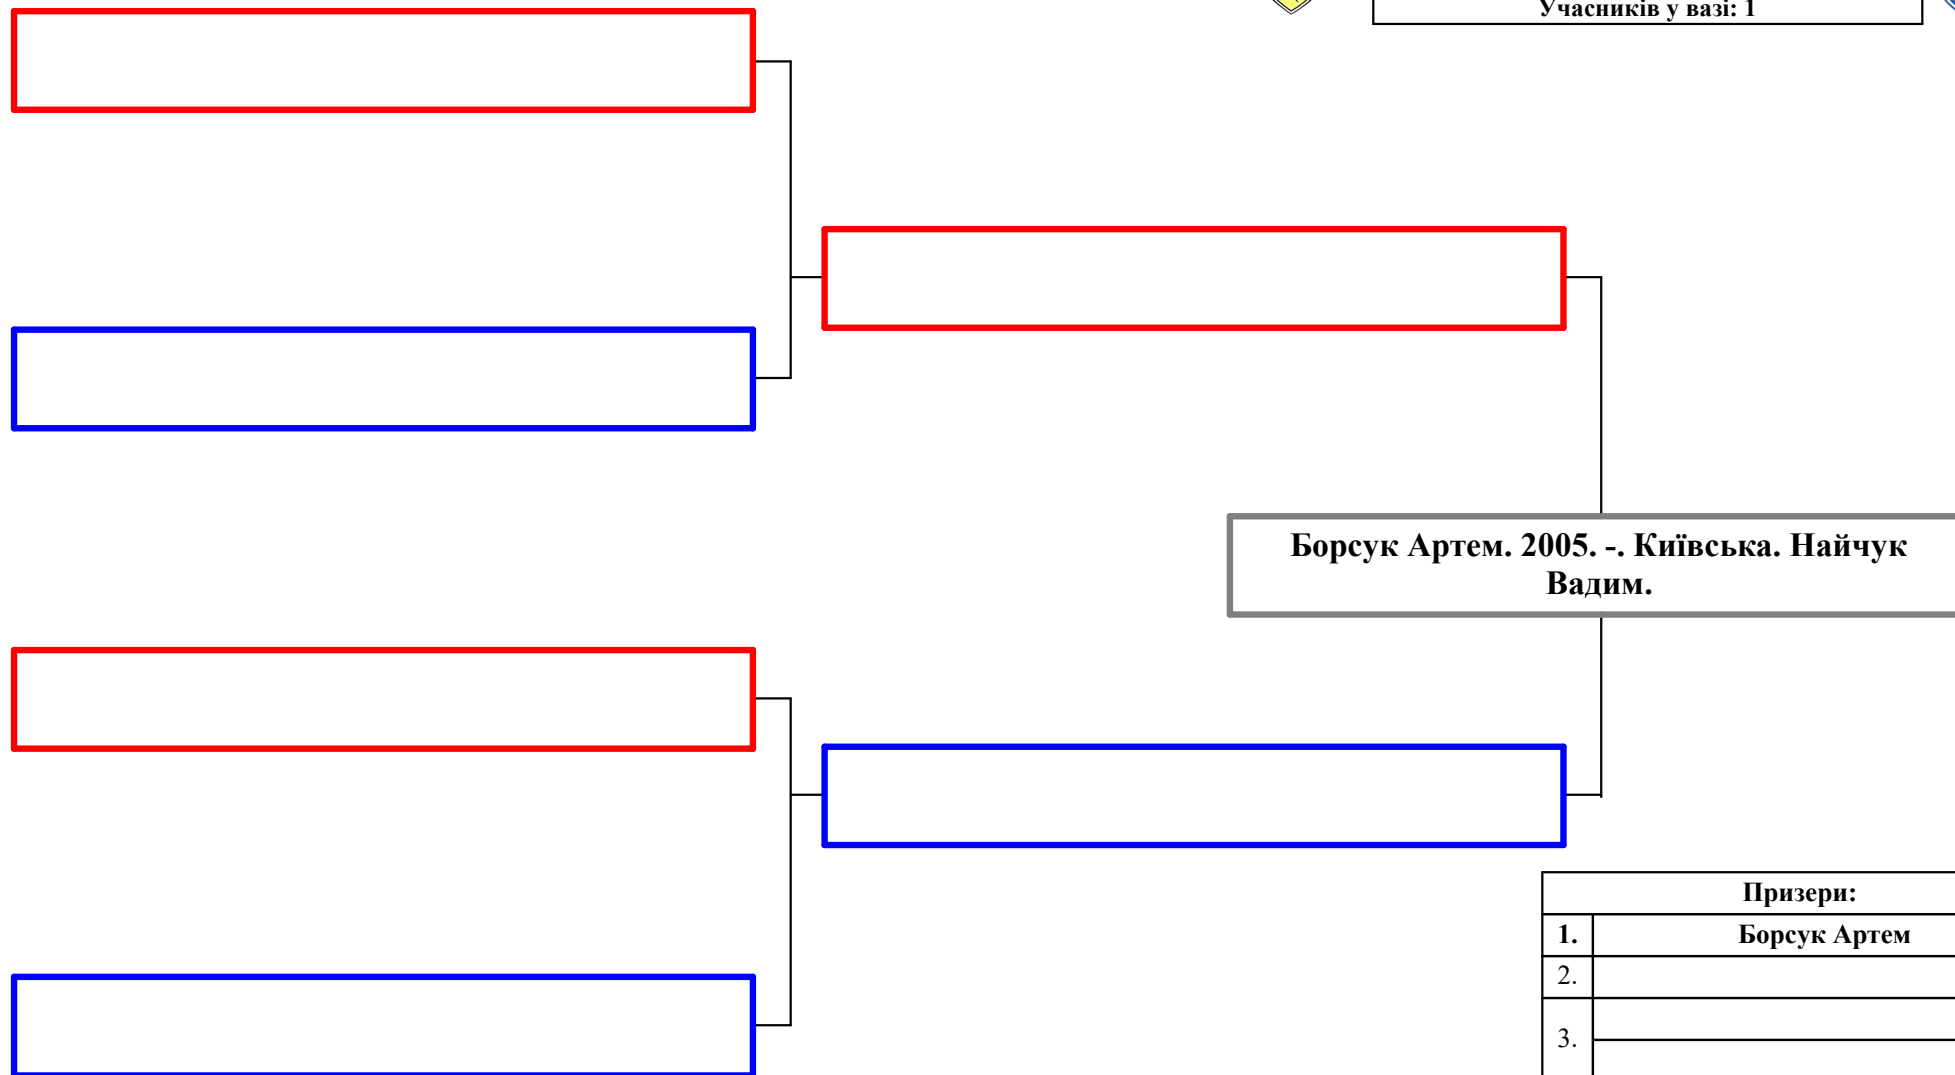 Учасників у вазі: 1
Борсук Артем. 2005. -. Київська. Найчук
Вадим.
Призери:
1. Борсук Артем
2.
3.